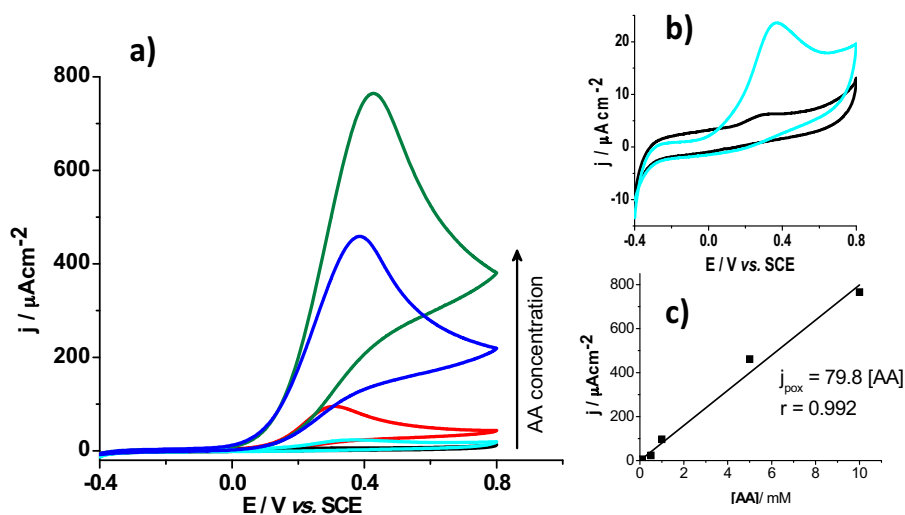 a)
800
600
400
200
0
j / µAcm-2
-0.4
0.0
0.4
0.8
E / V vs. SCE
AA concentration
b)
20
10
0
-10
j / µA cm-2
-0.4
0.0
0.4
0.8
E / V vs. SCE
c)
800
600
400
200
0
j / µAcm-2
jpox = 79.8 [AA]
r = 0.992
0
2
4
6
8
10
[AA]/ mM